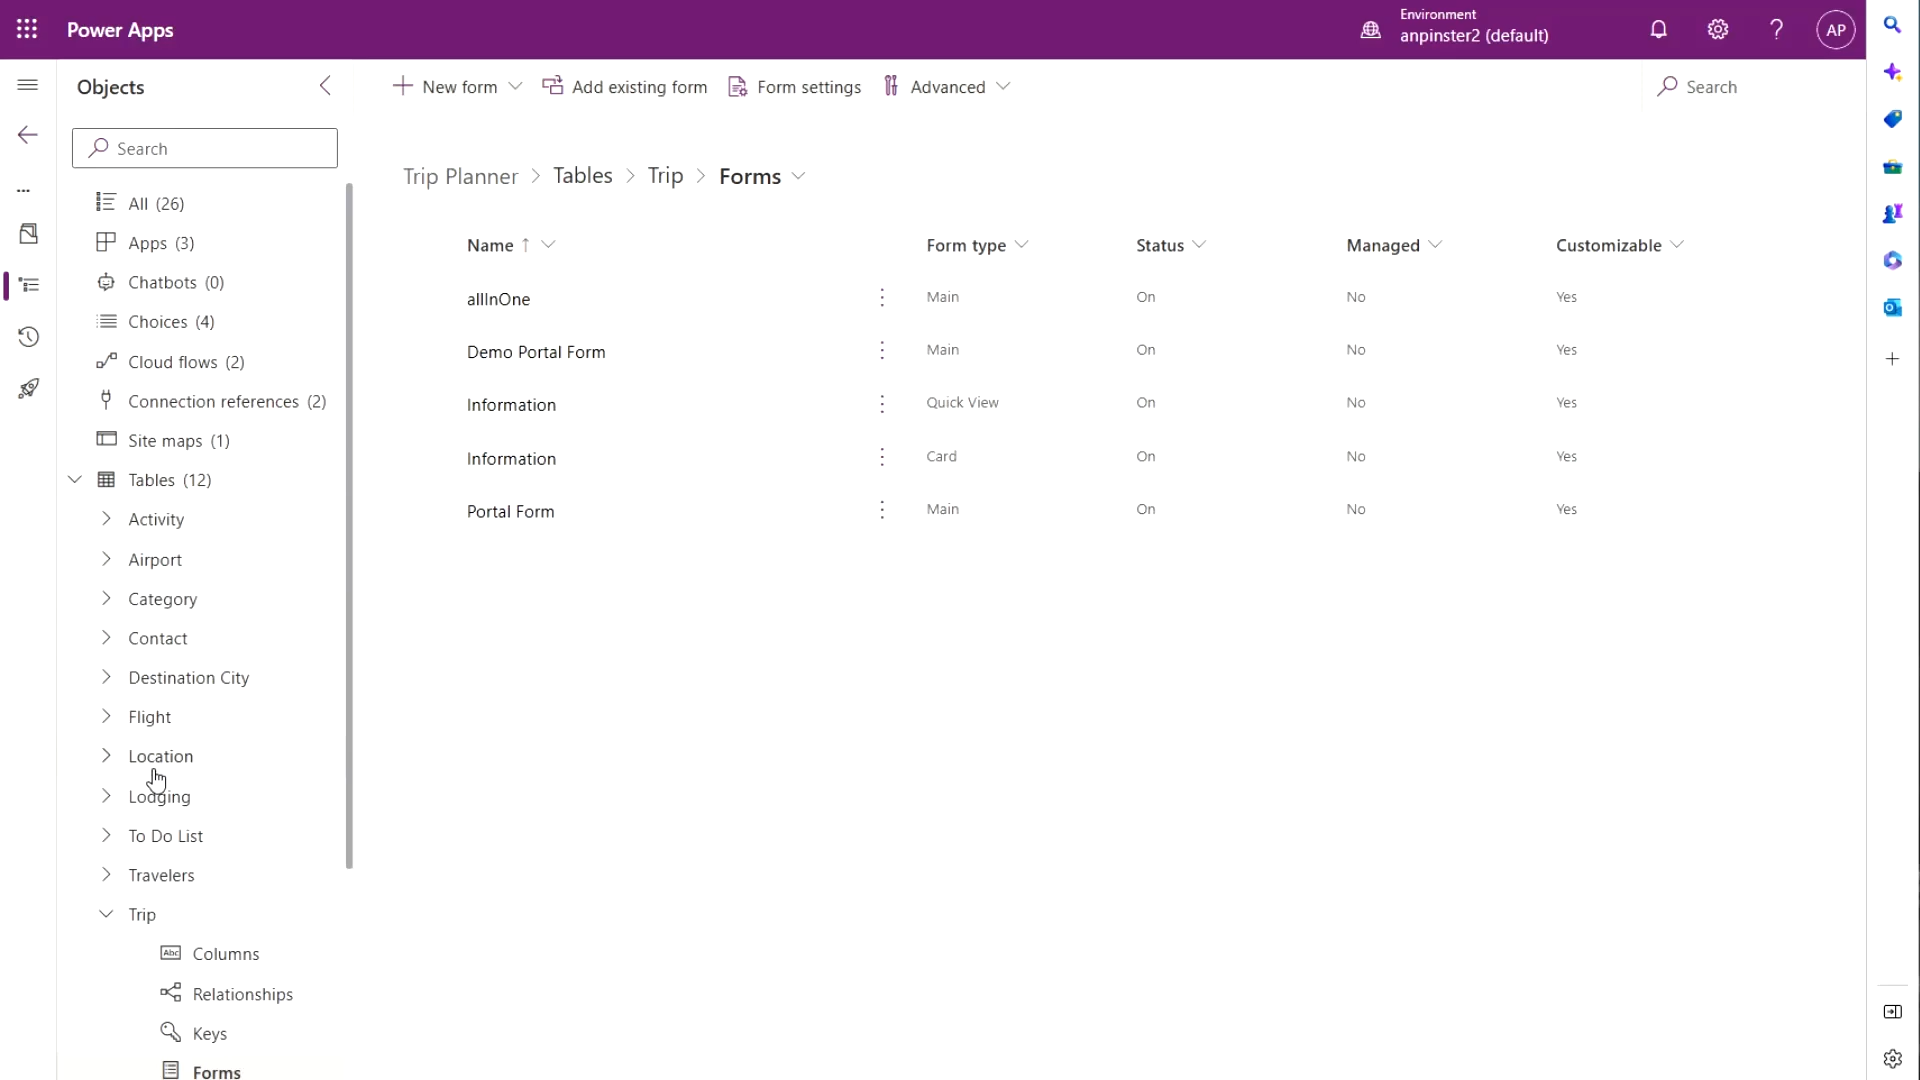 Power Apps
Environment
anpinster2 (default)
AP
Objects
New form
Add existing form
Form settings
Advanced
Search
Search
Trip Planner > Tables > Trip > Forms
All (26)
Apps (3)
Chatbots (0)
Choices (4)
Cloud flows (2)
Connection references (2)
Site maps (1)
Tables (12)
Activity
Airport
Category
Contact
Destination City
Flight
Location
Lodging
To Do List
Travelers
Trip
Abc Columns
Relationships
Keys
Forms
Name ↑ Form type Status Managed Customizable
allInOne Main On No Yes
Demo Portal Form Main On No Yes
Information Quick View On No Yes
Information Card On No Yes
Portal Form Main On No Yes